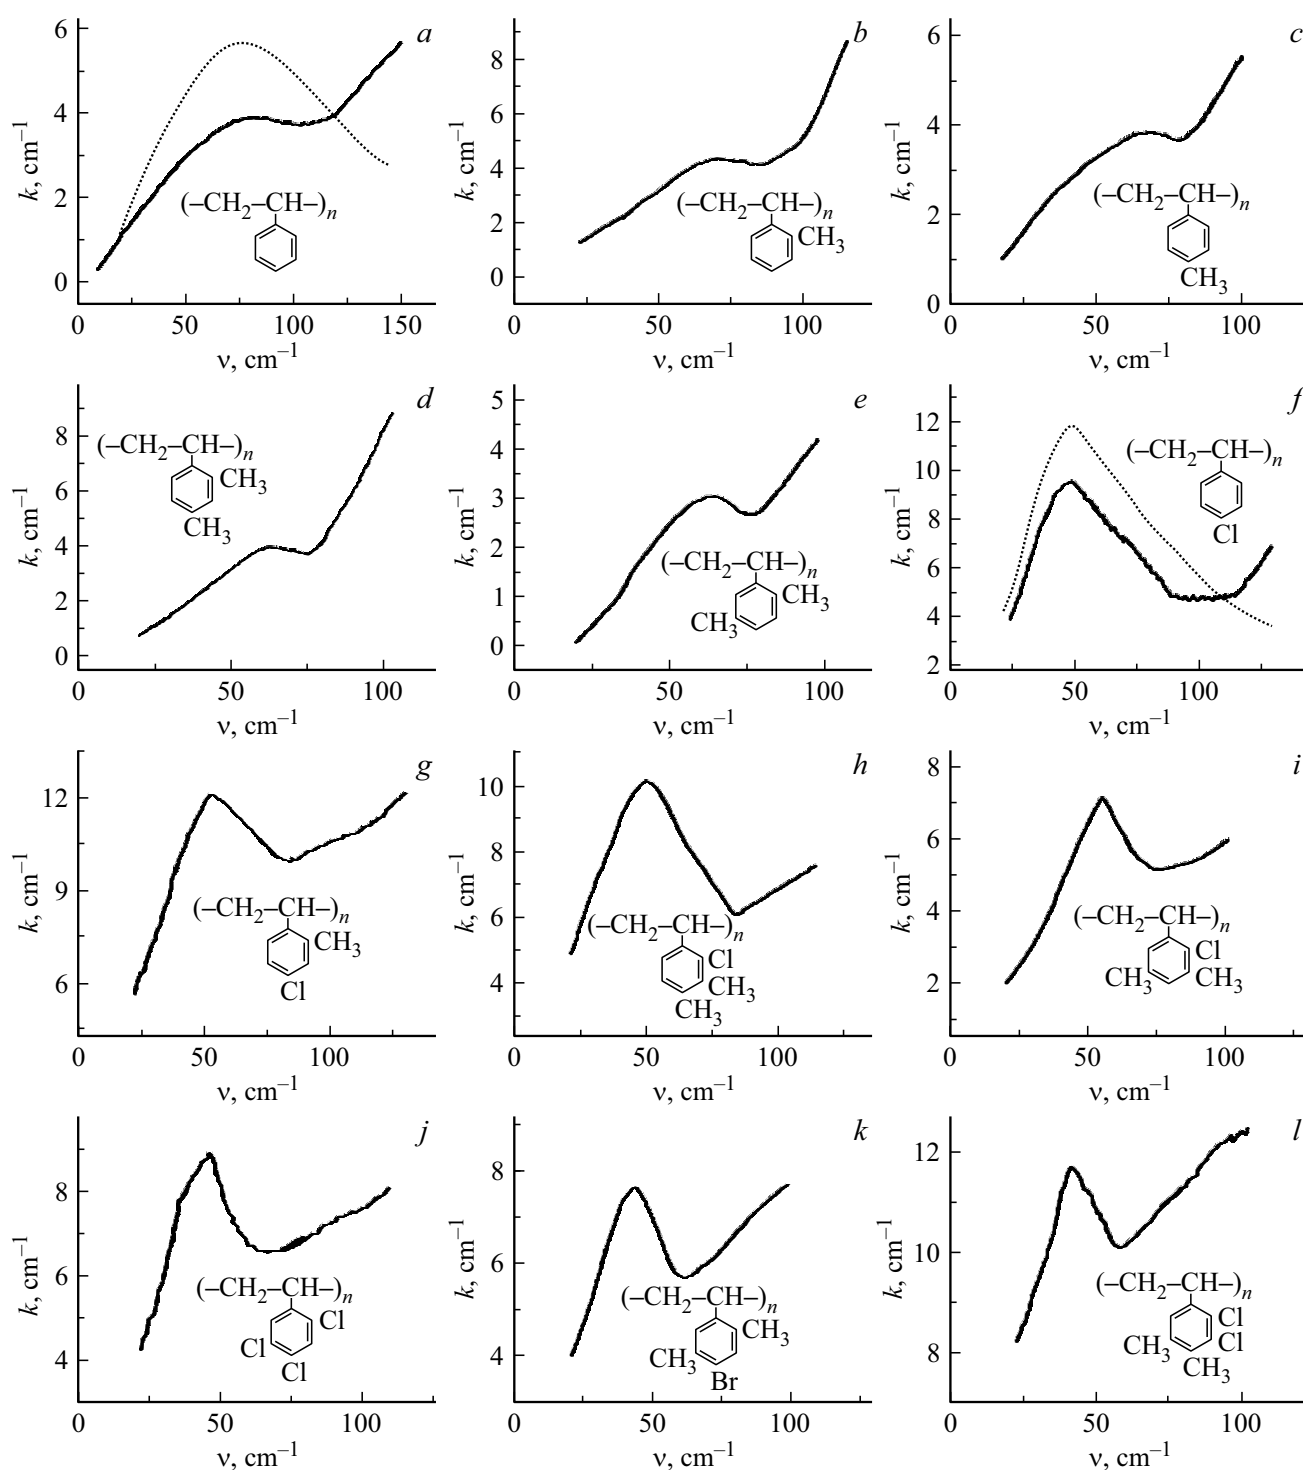 a
k, cm⁻¹
6
4
2
0
(–CH₂–CH–)ₙ
0 50 100 150
ν, cm⁻¹
b
k, cm⁻¹
8
6
4
2
0
(–CH₂–CH–)ₙ
CH₃
0 50 100
ν, cm⁻¹
c
k, cm⁻¹
6
4
2
0
(–CH₂–CH–)ₙ
CH₃
0 50 100
ν, cm⁻¹
d
k, cm⁻¹
8
6
4
2
0
(–CH₂–CH–)ₙ
CH₃
CH₃
0 50 100
ν, cm⁻¹
e
k, cm⁻¹
5
4
3
2
1
0
(–CH₂–CH–)ₙ
CH₃
CH₃
0 50 100
ν, cm⁻¹
f
k, cm⁻¹
12
10
8
6
4
2
(–CH₂–CH–)ₙ
Cl
0 50 100
ν, cm⁻¹
g
k, cm⁻¹
12
9
6
(–CH₂–CH–)ₙ
CH₃
Cl
0 50 100
ν, cm⁻¹
h
k, cm⁻¹
10
8
6
4
(–CH₂–CH–)ₙ
Cl
CH₃
CH₃
0 50 100
ν, cm⁻¹
i
k, cm⁻¹
8
6
4
2
(–CH₂–CH–)ₙ
Cl
CH₃ CH₃
0 50 100
ν, cm⁻¹
j
k, cm⁻¹
8
6
4
(–CH₂–CH–)ₙ
Cl
Cl
Cl
0 50 100
ν, cm⁻¹
k
k, cm⁻¹
8
6
4
(–CH₂–CH–)ₙ
CH₃
CH₃
Br
0 50 100
ν, cm⁻¹
l
k, cm⁻¹
12
10
8
(–CH₂–CH–)ₙ
Cl
CH₃ Cl
CH₃
0 50 100
ν, cm⁻¹